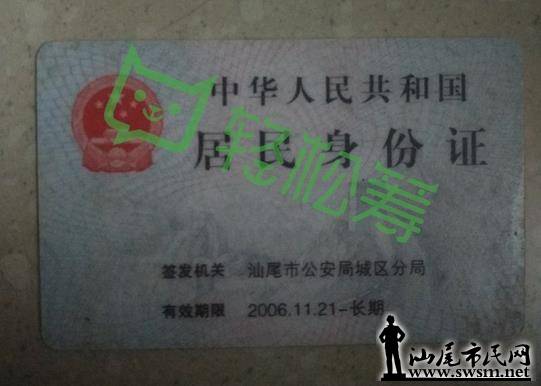 中华人民共和国
居民身份证
轻松筹
签发机关 汕尾市公安局城区分局
有效期限 2006.11.21-长期
汕尾市民网
www.swsm.net